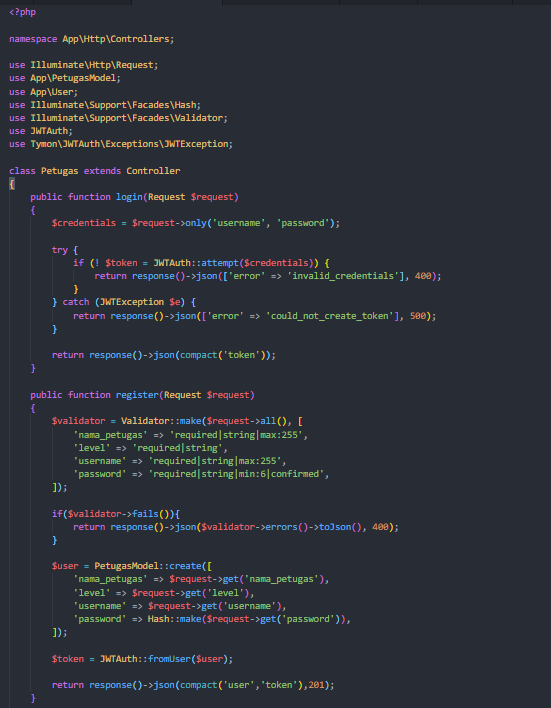 <?php
namespace App\Http\Controllers;
use Illuminate\Http\Request;
use App\PetugasModel;
use App\User;
use Illuminate\Support\Facades\Hash;
use Illuminate\Support\Facades\Validator;
use JWTAuth;
use Tymon\JWTAuth\Exceptions\JWTException;
class Petugas extends Controller
{
public function login(Request $request)
{
$credentials = $request->only('username', 'password');
try {
if (! $token = JWTAuth::attempt($credentials)) {
return response()->json(['error' => 'invalid_credentials'], 400);
}
} catch (JWTException $e) {
return response()->json(['error' => 'could_not_create_token'], 500);
}
return response()->json(compact('token'));
}
public function register(Request $request)
{
$validator = Validator::make($request->all(), [
'nama_petugas' => 'required|string|max:255',
'level' => 'required|string',
'username' => 'required|string|max:255',
'password' => 'required|string|min:6|confirmed',
]);
if($validator->fails()){
return response()->json($validator->errors()->toJson(), 400);
}
$user = PetugasModel::create([
'nama_petugas' => $request->get('nama_petugas'),
'level' => $request->get('level'),
'username' => $request->get('username'),
'password' => Hash::make($request->get('password')),
]);
$token = JWTAuth::fromUser($user);
return response()->json(compact('user','token'),201);
}